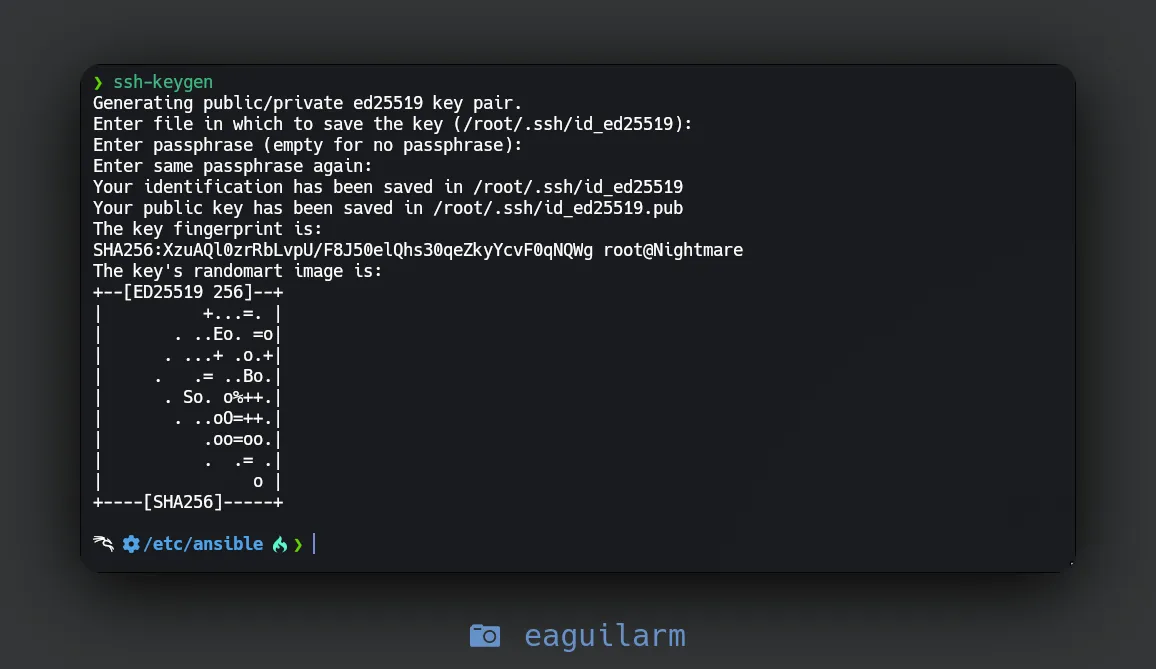 ❯ ssh-keygen
Generating public/private ed25519 key pair.
Enter file in which to save the key (/root/.ssh/id_ed25519):
Enter passphrase (empty for no passphrase):
Enter same passphrase again:
Your identification has been saved in /root/.ssh/id_ed25519
Your public key has been saved in /root/.ssh/id_ed25519.pub
The key fingerprint is:
SHA256:XzuAQl0zrRbLvpU/F8J50elQhs30qeZkyYcvF0qNQWg root@Nightmare
The key's randomart image is:
+--[ED25519 256]--+
|          +...=. |
|       . ..Eo. =o|
|      . ...+ .o.+|
|     .   .= ..Bo.|
|      . So. o%++.|
|       . ..oO=++.|
|          .oo=oo.|
|          .  .= .|
|               o |
+----[SHA256]-----+
/etc/ansible ❯
eaguilarm